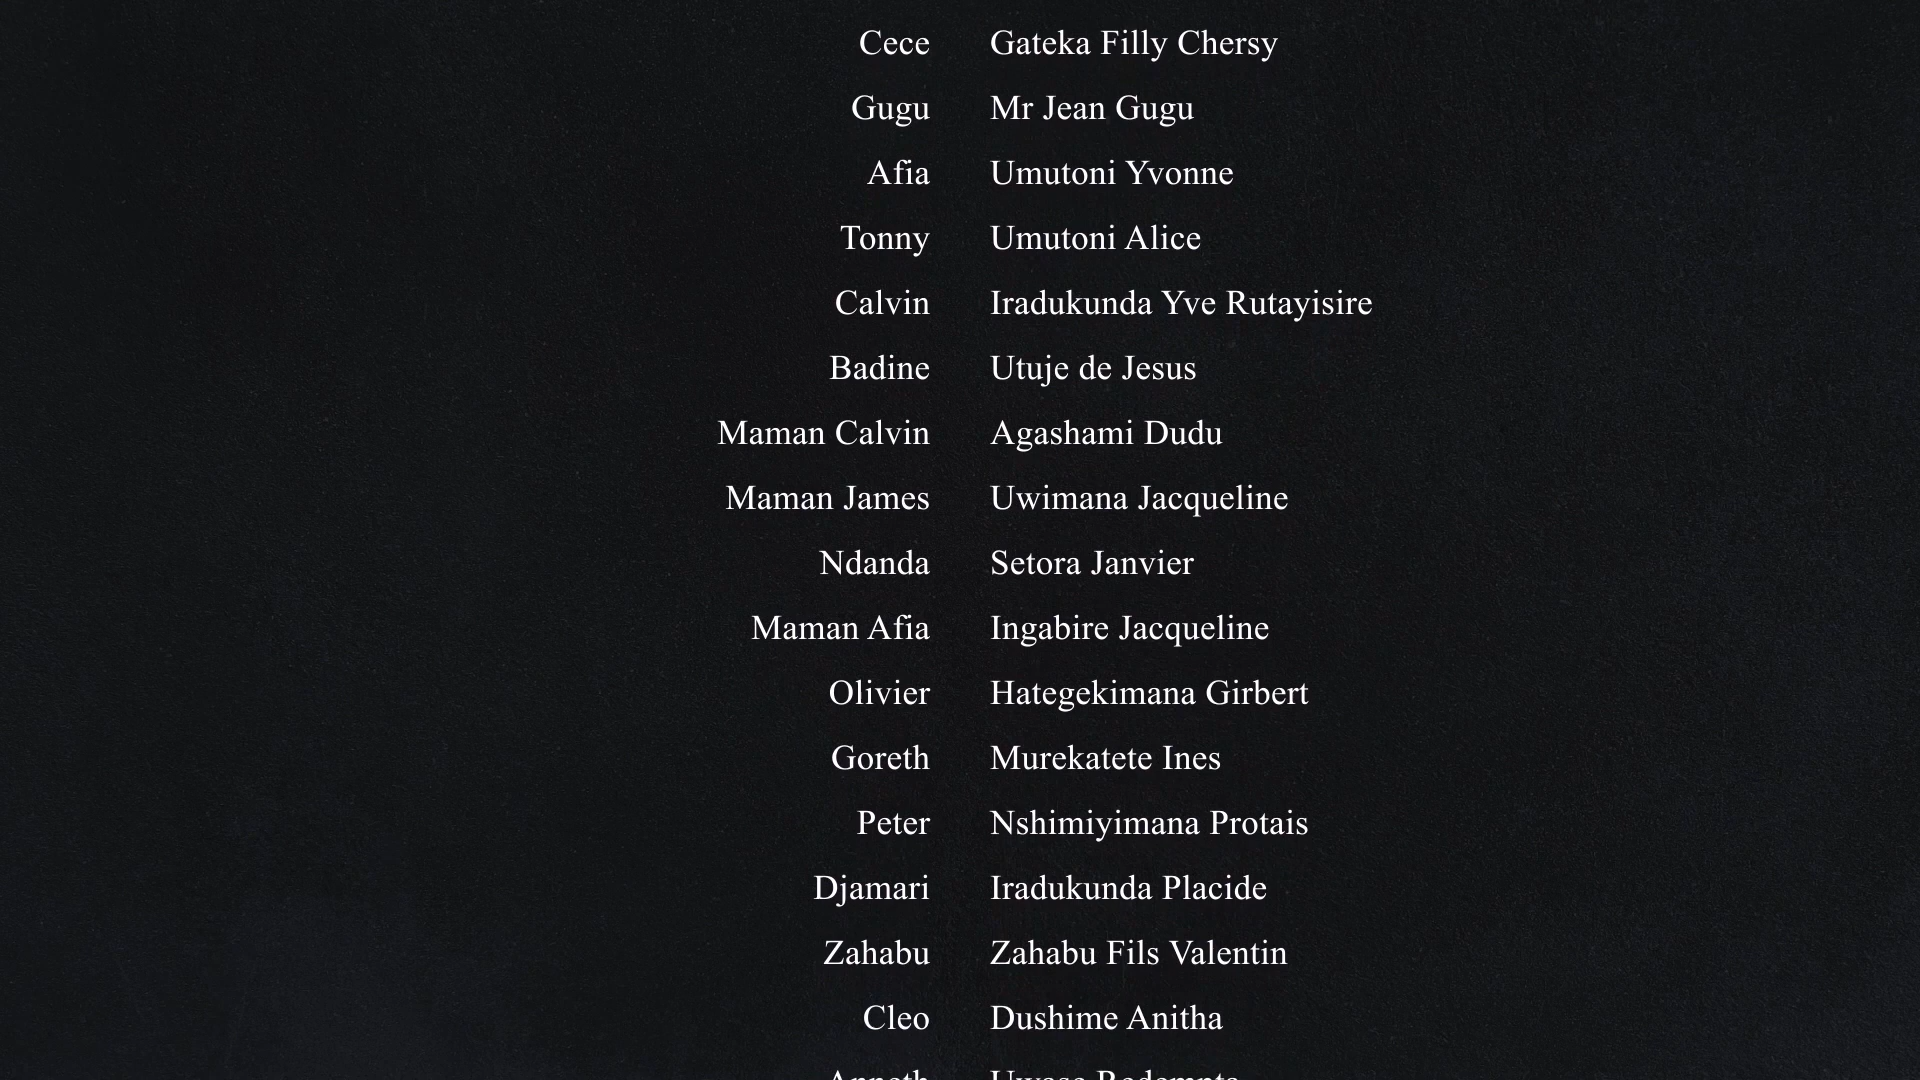 Cece Gateka Filly Chersy
Gugu Mr Jean Gugu
Afia Umutoni Yvonne
Tonny Umutoni Alice
Calvin Iradukunda Yve Rutayisire
Badine Utuje de Jesus
Maman Calvin Agashami Dudu
Maman James Uwimana Jacqueline
Ndanda Setora Janvier
Maman Afia Ingabire Jacqueline
Olivier Hategekimana Girbert
Goreth Murekatete Ines
Peter Nshimiyimana Protais
Djamari Iradukunda Placide
Zahabu Zahabu Fils Valentin
Cleo Dushime Anitha